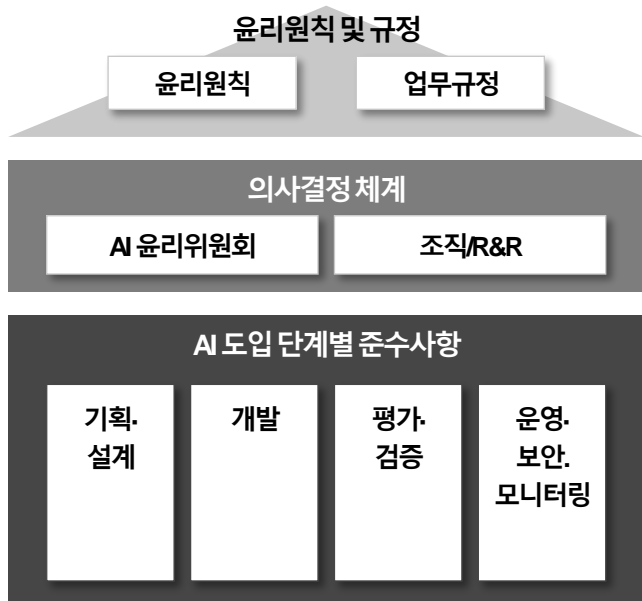 윤리원칙 및 규정
윤리원칙
업무규정
의사결정 체계
AI 윤리위원회
조직/R&R
AI 도입 단계별 준수사항
기획·
설계
개발
평가·
검증
운영·
보안.
모니터링